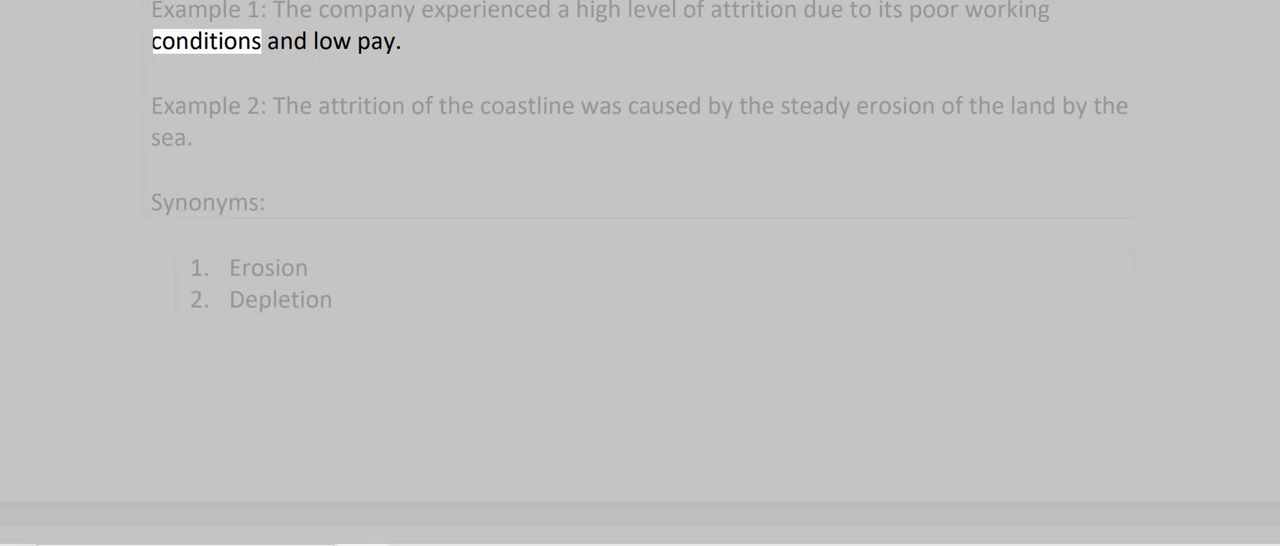 Example 1: The company experienced a high level of attrition due to its poor working
conditions and low pay.
Example 2: The attrition of the coastline was caused by the steady erosion of the land by the
sea.
Synonyms:
1. Erosion
2. Depletion